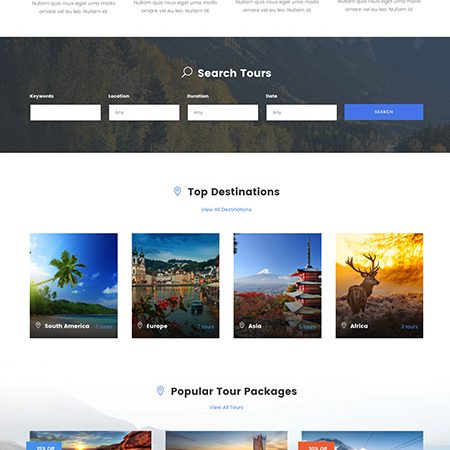 Nullam quis risus eget urna mollis
ornare vel eu leo. Nullam id.
Nullam quis risus eget urna mollis
ornare vel eu leo. Nullam id.
Nullam quis risus eget urna mollis
ornare vel eu leo. Nullam id.
Nullam quis risus eget urna mollis
ornare vel eu leo. Nullam id.
Search Tours
Keywords Location Duration Date
Any Any Any SEARCH
Top Destinations
View All Destinations
South America 3 tours
Europe 7 tours
Asia 5 tours
Africa 3 tours
Popular Tour Packages
View All Tours
15% Off 20% Off